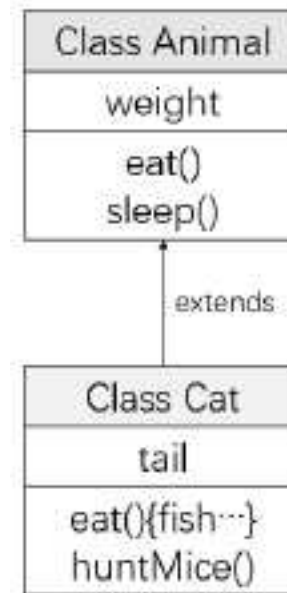 Class Animal
weight
eat()
sleep()
extends
Class Cat
tail
eat(){fish···}
huntMice()